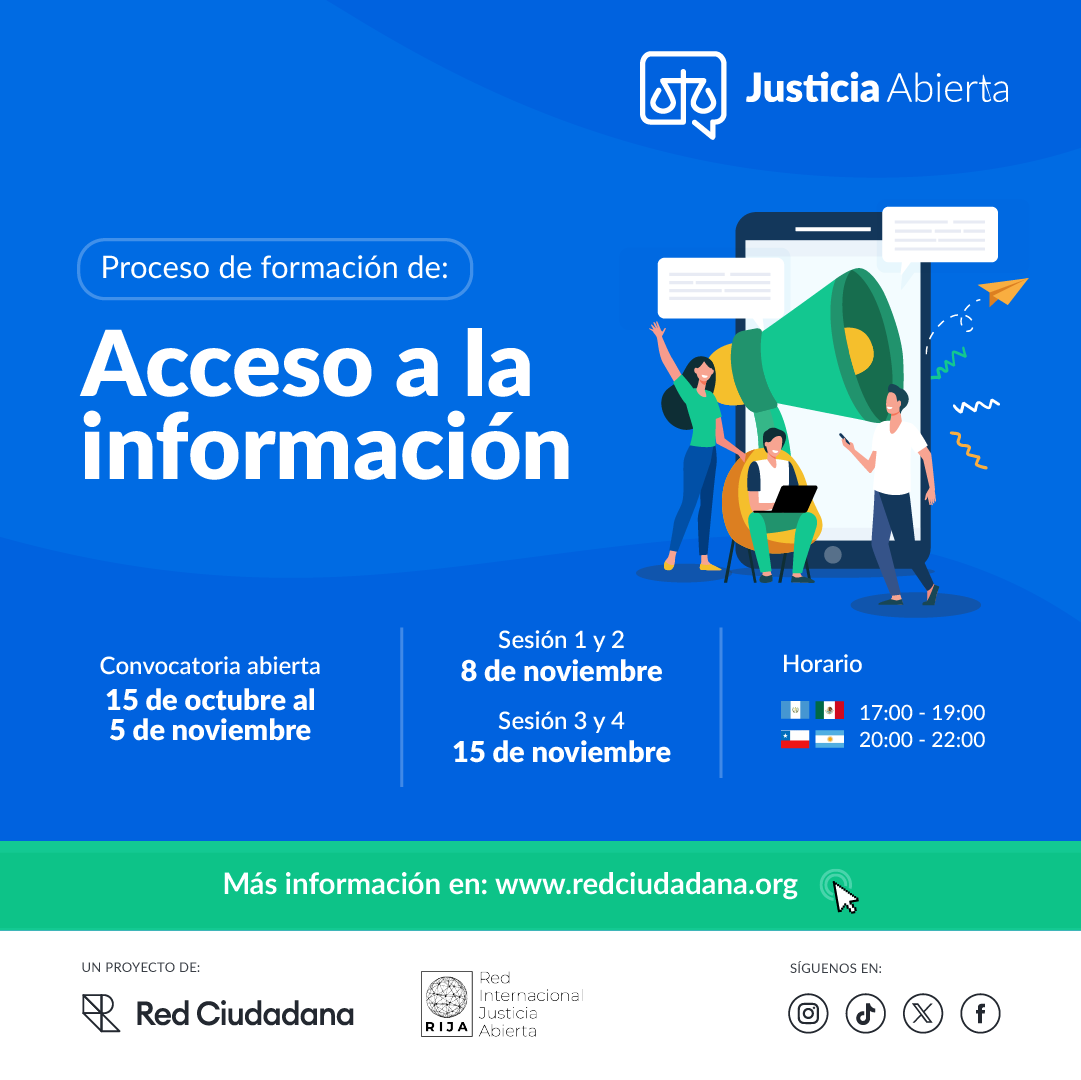 Justicia Abierta
Proceso de formación de:
Acceso a la
información
Convocatoria abierta
15 de octubre al
5 de noviembre
Sesión 1 y 2
8 de noviembre
Sesión 3 y 4
15 de noviembre
Horario
17:00 - 19:00
20:00 - 22:00
Más información en: www.redciudadana.org
UN PROYECTO DE:
Red Ciudadana
RIJA
Red
Internacional
Justicia
Abierta
SÍGUENOS EN: